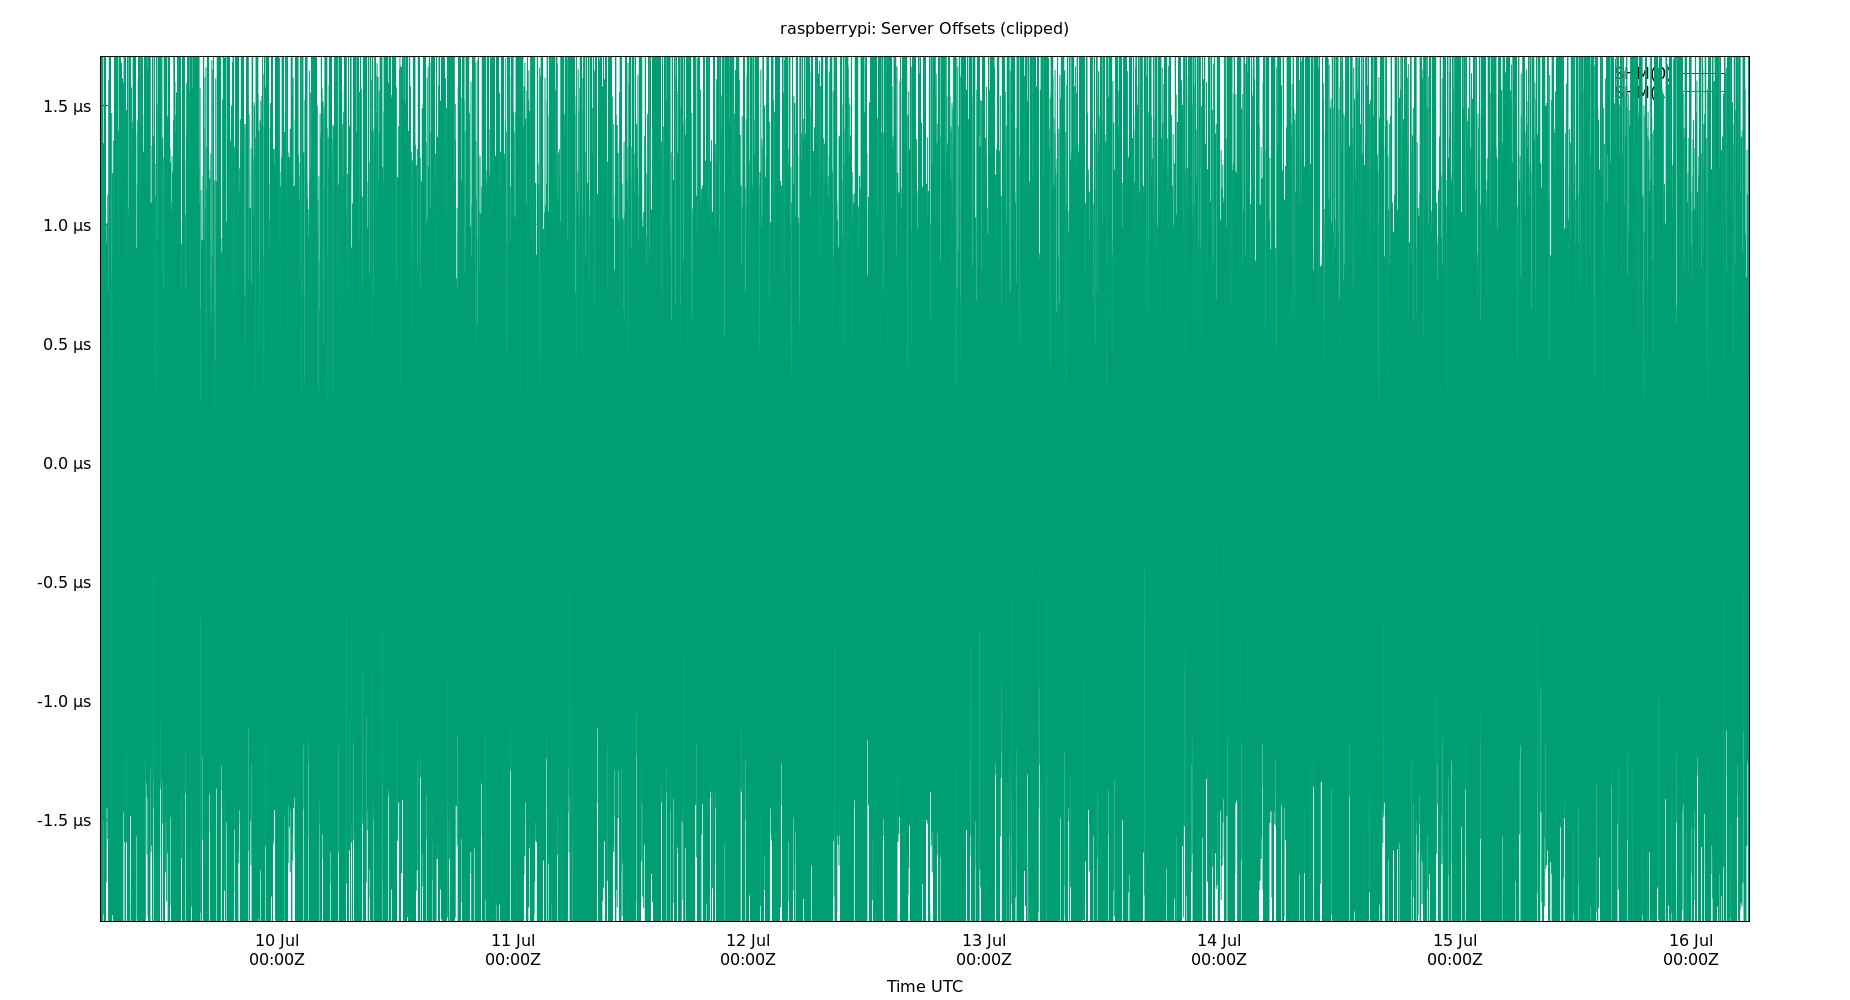 raspberrypi: Server Offsets (clipped)
SHM(0)
1.5 µs
1.0 µs
0.5 µs
0.0 µs
-0.5 µs
-1.0 µs
-1.5 µs
10 Jul 11 Jul 12 Jul 13 Jul 14 Jul 15 Jul 16 Jul
00:00Z 00:00Z 00:00Z 00:00Z 00:00Z 00:00Z 00:00Z
Time UTC